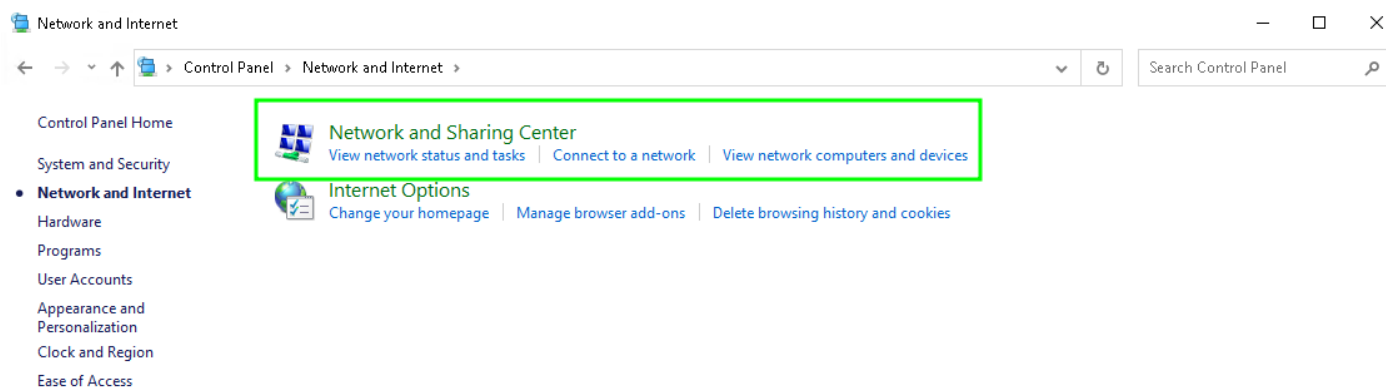 Network and Internet
Control Panel > Network and Internet >
Search Control Panel
Control Panel Home
System and Security
Network and Internet
Hardware
Programs
User Accounts
Appearance and
Personalization
Clock and Region
Ease of Access
Network and Sharing Center
View network status and tasks | Connect to a network | View network computers and devices
Internet Options
Change your homepage | Manage browser add-ons | Delete browsing history and cookies